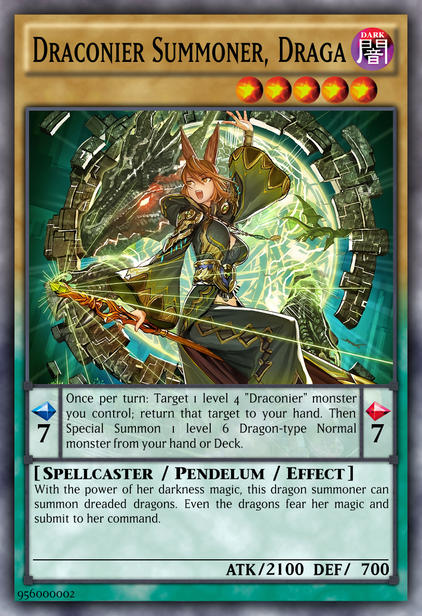 DRACONIER SUMMONER, DRAGA
DARK
闇
Once per turn: Target 1 level 4 "Draconier" monster
you control; return that target to your hand. Then
Special Summon 1 level 6 Dragon-type Normal
monster from your hand or Deck.
7
7
[ SPELLCASTER / PENDELUM / EFFECT ]
With the power of her darkness magic, this dragon summoner can
summon dreaded dragons. Even the dragons fear her magic and
submit to her command.
ATK/2100 DEF/ 700
956000002